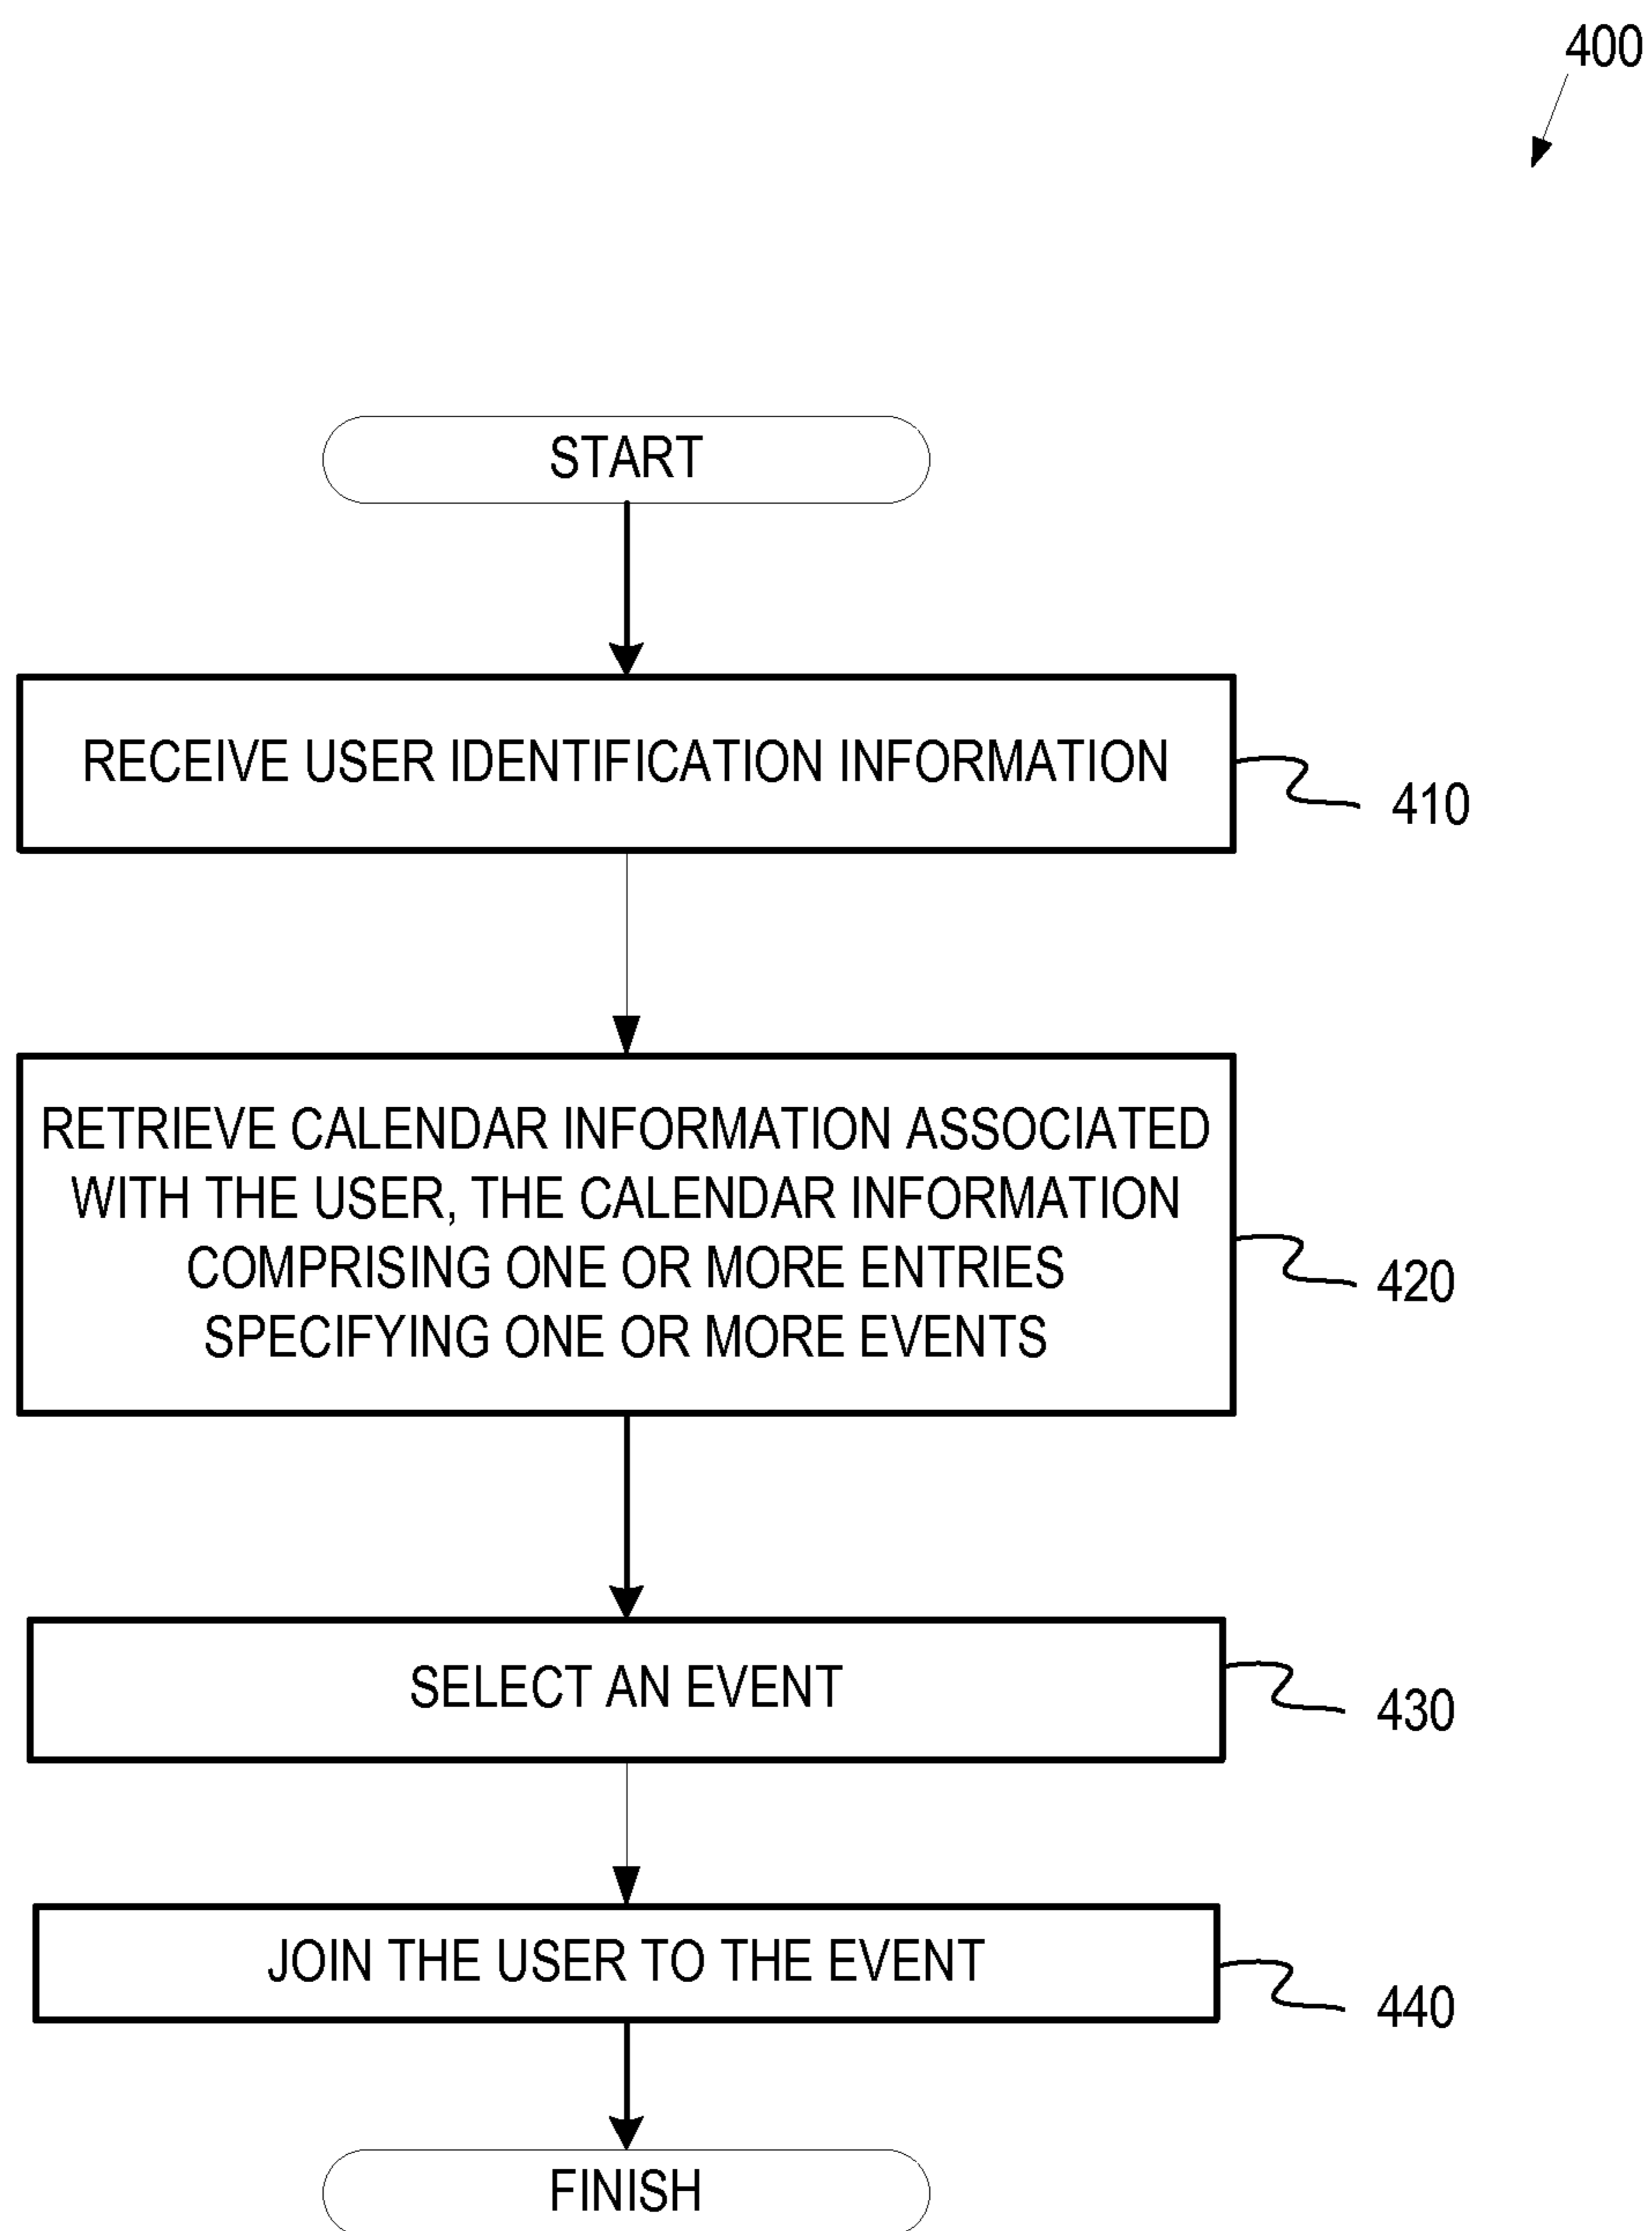 400
START
RECEIVE USER IDENTIFICATION INFORMATION
410
RETRIEVE CALENDAR INFORMATION ASSOCIATED
WITH THE USER, THE CALENDAR INFORMATION
COMPRISING ONE OR MORE ENTRIES
SPECIFYING ONE OR MORE EVENTS
420
SELECT AN EVENT
430
JOIN THE USER TO THE EVENT
440
FINISH